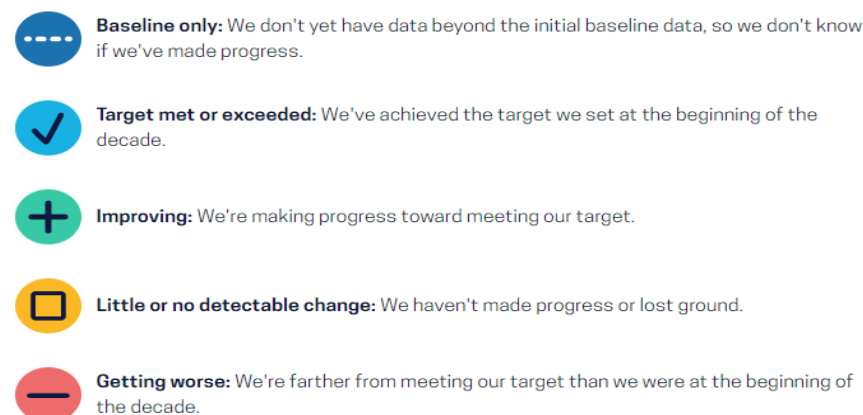 Baseline only: We don't yet have data beyond the initial baseline data, so we don't know
if we've made progress.
Target met or exceeded: We've achieved the target we set at the beginning of the
decade.
Improving: We're making progress toward meeting our target.
Little or no detectable change: We haven't made progress or lost ground.
Getting worse: We're farther from meeting our target than we were at the beginning of
the decade.